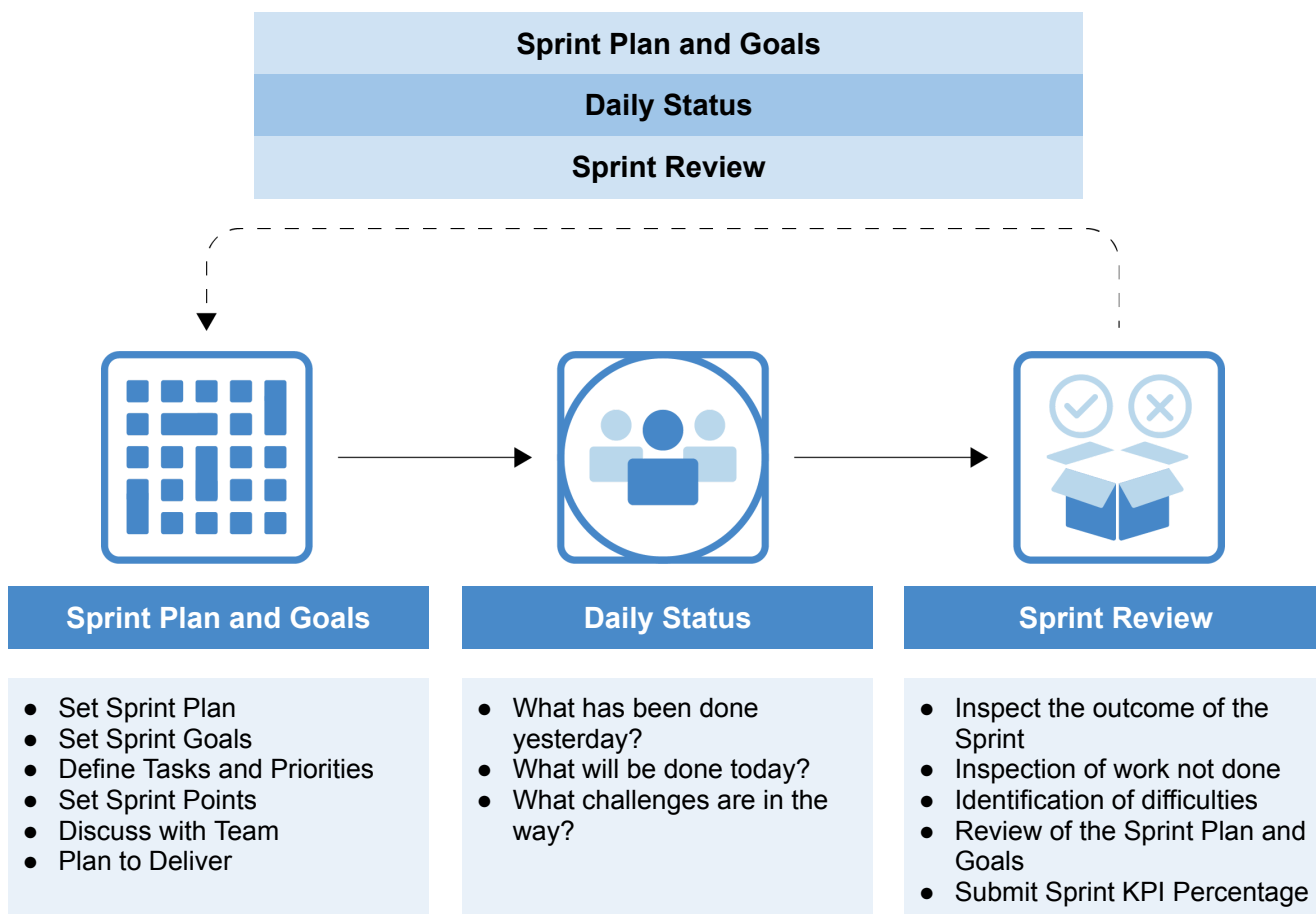 Sprint Plan and Goals
Daily Status
Sprint Review
Sprint Plan and Goals
● Set Sprint Plan
● Set Sprint Goals
● Define Tasks and Priorities
● Set Sprint Points
● Discuss with Team
● Plan to Deliver
Daily Status
● What has been done
yesterday?
● What will be done today?
● What challenges are in the
way?
Sprint Review
● Inspect the outcome of the
Sprint
● Inspection of work not done
● Identification of difficulties
● Review of the Sprint Plan and
Goals
● Submit Sprint KPI Percentage